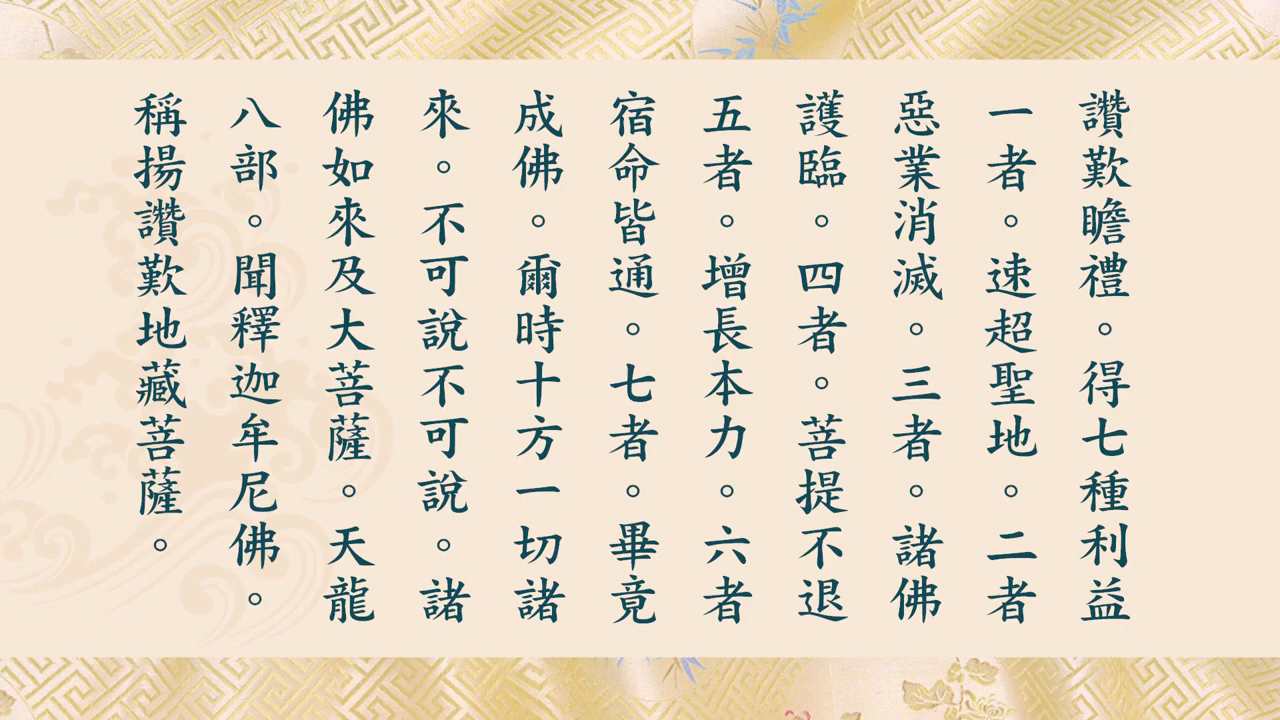 讚歎瞻禮。得七種利益
一者。速超聖地。二者
惡業消滅。三者。諸佛
護臨。四者。菩提不退
五者。增長本力。六者
宿命皆通。七者。畢竟
成佛。爾時十方一切諸
來。不可說不可說。諸
佛如來及大菩薩。天龍
八部。聞釋迦牟尼佛。
稱揚讚歎地藏菩薩。